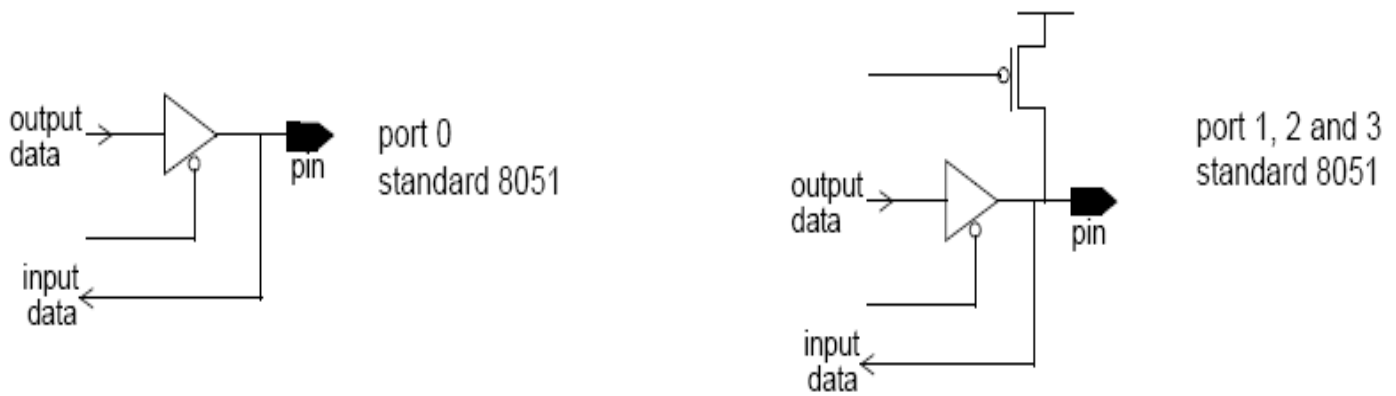 output
data
pin
port 0
standard 8051
input
data
output
data
pin
port 1, 2 and 3
standard 8051
input
data